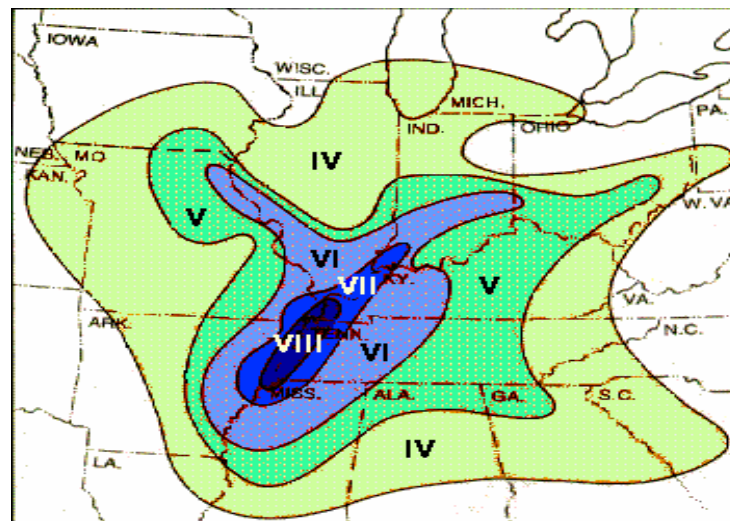 IOWA
WISC.
ILL.
MICH.
IND.
OHIO
PA.
NEB.
MO.
KAN.
IV
V
W. VA.
VI
VII
KY.
V
VA.
ARK.
VIII
TENN.
N.C.
VI
MISS.
ALA.
GA.
S.C.
IV
LA.